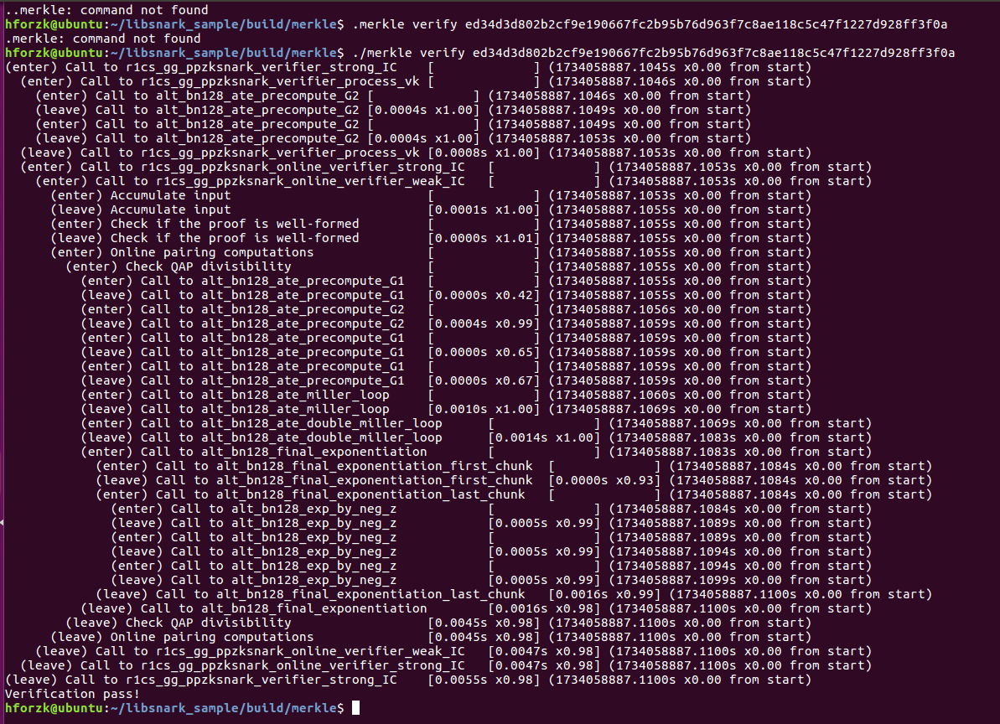 ..merkle: command not found
hforzk@ubuntu:~/libsnark_sample/build/merkle$ .merkle verify ed34d3d802b2cf9e190667fc2b95b76d963f7c8ae118c5c47f1227d928ff3f0a
.merkle: command not found
hforzk@ubuntu:~/libsnark_sample/build/merkle$ ./merkle verify ed34d3d802b2cf9e190667fc2b95b76d963f7c8ae118c5c47f1227d928ff3f0a
(enter) Call to r1cs_gg_ppzksnark_verifier_strong_IC    [             ] (1734058887.1045s x0.00 from start)
  (enter) Call to r1cs_gg_ppzksnark_verifier_process_vk [             ] (1734058887.1046s x0.00 from start)
    (enter) Call to alt_bn128_ate_precompute_G2 [             ] (1734058887.1046s x0.00 from start)
    (leave) Call to alt_bn128_ate_precompute_G2 [0.0004s x1.00] (1734058887.1049s x0.00 from start)
    (enter) Call to alt_bn128_ate_precompute_G2 [             ] (1734058887.1049s x0.00 from start)
    (leave) Call to alt_bn128_ate_precompute_G2 [0.0004s x1.00] (1734058887.1053s x0.00 from start)
  (leave) Call to r1cs_gg_ppzksnark_verifier_process_vk [0.0008s x1.00] (1734058887.1053s x0.00 from start)
  (enter) Call to r1cs_gg_ppzksnark_online_verifier_strong_IC   [             ] (1734058887.1053s x0.00 from start)
    (enter) Call to r1cs_gg_ppzksnark_online_verifier_weak_IC   [             ] (1734058887.1053s x0.00 from start)
      (enter) Accumulate input                          [             ] (1734058887.1053s x0.00 from start)
      (leave) Accumulate input                          [0.0001s x1.00] (1734058887.1055s x0.00 from start)
      (enter) Check if the proof is well-formed         [             ] (1734058887.1055s x0.00 from start)
      (leave) Check if the proof is well-formed         [0.0000s x1.01] (1734058887.1055s x0.00 from start)
      (enter) Online pairing computations               [             ] (1734058887.1055s x0.00 from start)
        (enter) Check QAP divisibility                  [             ] (1734058887.1055s x0.00 from start)
          (enter) Call to alt_bn128_ate_precompute_G1   [             ] (1734058887.1055s x0.00 from start)
          (leave) Call to alt_bn128_ate_precompute_G1   [0.0000s x0.42] (1734058887.1055s x0.00 from start)
          (enter) Call to alt_bn128_ate_precompute_G2   [             ] (1734058887.1056s x0.00 from start)
          (leave) Call to alt_bn128_ate_precompute_G2   [0.0004s x0.99] (1734058887.1059s x0.00 from start)
          (enter) Call to alt_bn128_ate_precompute_G1   [             ] (1734058887.1059s x0.00 from start)
          (leave) Call to alt_bn128_ate_precompute_G1   [0.0000s x0.65] (1734058887.1059s x0.00 from start)
          (enter) Call to alt_bn128_ate_precompute_G1   [             ] (1734058887.1059s x0.00 from start)
          (leave) Call to alt_bn128_ate_precompute_G1   [0.0000s x0.67] (1734058887.1059s x0.00 from start)
          (enter) Call to alt_bn128_ate_miller_loop     [             ] (1734058887.1060s x0.00 from start)
          (leave) Call to alt_bn128_ate_miller_loop     [0.0010s x1.00] (1734058887.1069s x0.00 from start)
          (enter) Call to alt_bn128_ate_double_miller_loop      [             ] (1734058887.1069s x0.00 from start)
          (leave) Call to alt_bn128_ate_double_miller_loop      [0.0014s x1.00] (1734058887.1083s x0.00 from start)
          (enter) Call to alt_bn128_final_exponentiation        [             ] (1734058887.1083s x0.00 from start)
            (enter) Call to alt_bn128_final_exponentiation_first_chunk  [             ] (1734058887.1084s x0.00 from start)
            (leave) Call to alt_bn128_final_exponentiation_first_chunk  [0.0000s x0.93] (1734058887.1084s x0.00 from start)
            (enter) Call to alt_bn128_final_exponentiation_last_chunk   [             ] (1734058887.1084s x0.00 from start)
              (enter) Call to alt_bn128_exp_by_neg_z            [             ] (1734058887.1084s x0.00 from start)
              (leave) Call to alt_bn128_exp_by_neg_z            [0.0005s x0.99] (1734058887.1089s x0.00 from start)
              (enter) Call to alt_bn128_exp_by_neg_z            [             ] (1734058887.1089s x0.00 from start)
              (leave) Call to alt_bn128_exp_by_neg_z            [0.0005s x0.99] (1734058887.1094s x0.00 from start)
              (enter) Call to alt_bn128_exp_by_neg_z            [             ] (1734058887.1094s x0.00 from start)
              (leave) Call to alt_bn128_exp_by_neg_z            [0.0005s x0.99] (1734058887.1099s x0.00 from start)
            (leave) Call to alt_bn128_final_exponentiation_last_chunk   [0.0016s x0.99] (1734058887.1100s x0.00 from start)
          (leave) Call to alt_bn128_final_exponentiation        [0.0016s x0.98] (1734058887.1100s x0.00 from start)
        (leave) Check QAP divisibility                  [0.0045s x0.98] (1734058887.1100s x0.00 from start)
      (leave) Online pairing computations               [0.0045s x0.98] (1734058887.1100s x0.00 from start)
    (leave) Call to r1cs_gg_ppzksnark_online_verifier_weak_IC   [0.0047s x0.98] (1734058887.1100s x0.00 from start)
  (leave) Call to r1cs_gg_ppzksnark_online_verifier_strong_IC   [0.0047s x0.98] (1734058887.1100s x0.00 from start)
(leave) Call to r1cs_gg_ppzksnark_verifier_strong_IC    [0.0055s x0.98] (1734058887.1100s x0.00 from start)
Verification pass!
hforzk@ubuntu:~/libsnark_sample/build/merkle$